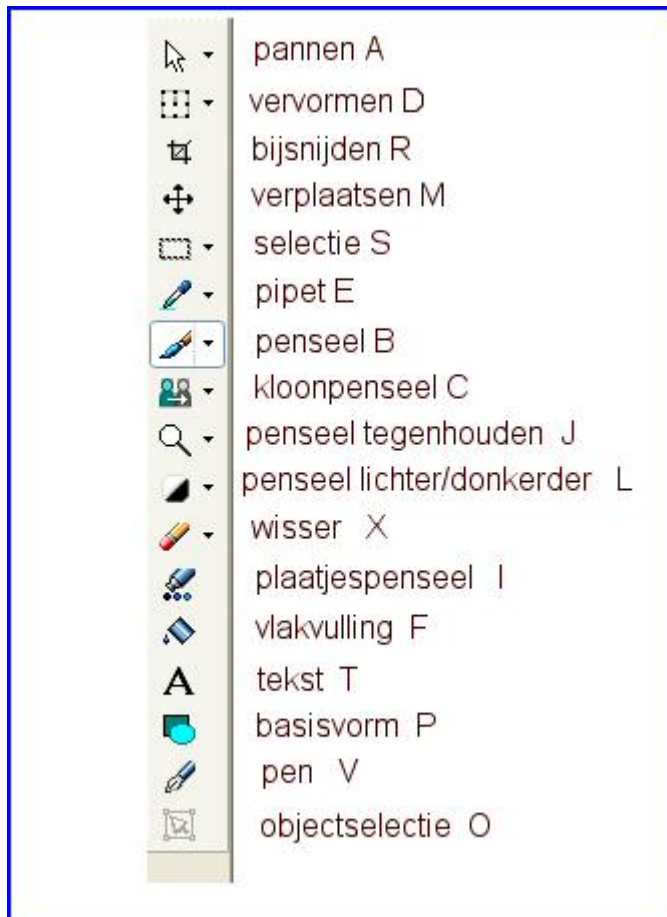 pannen A
vervormen D
bijsnijden R
verplaatsen M
selectie S
pipet E
penseel B
kloonpenseel C
penseel tegenhouden J
penseel lichter/donkerder L
wisser X
plaatjespenseel I
vlakvulling F
tekst T
basisvorm P
pen V
objectselectie O